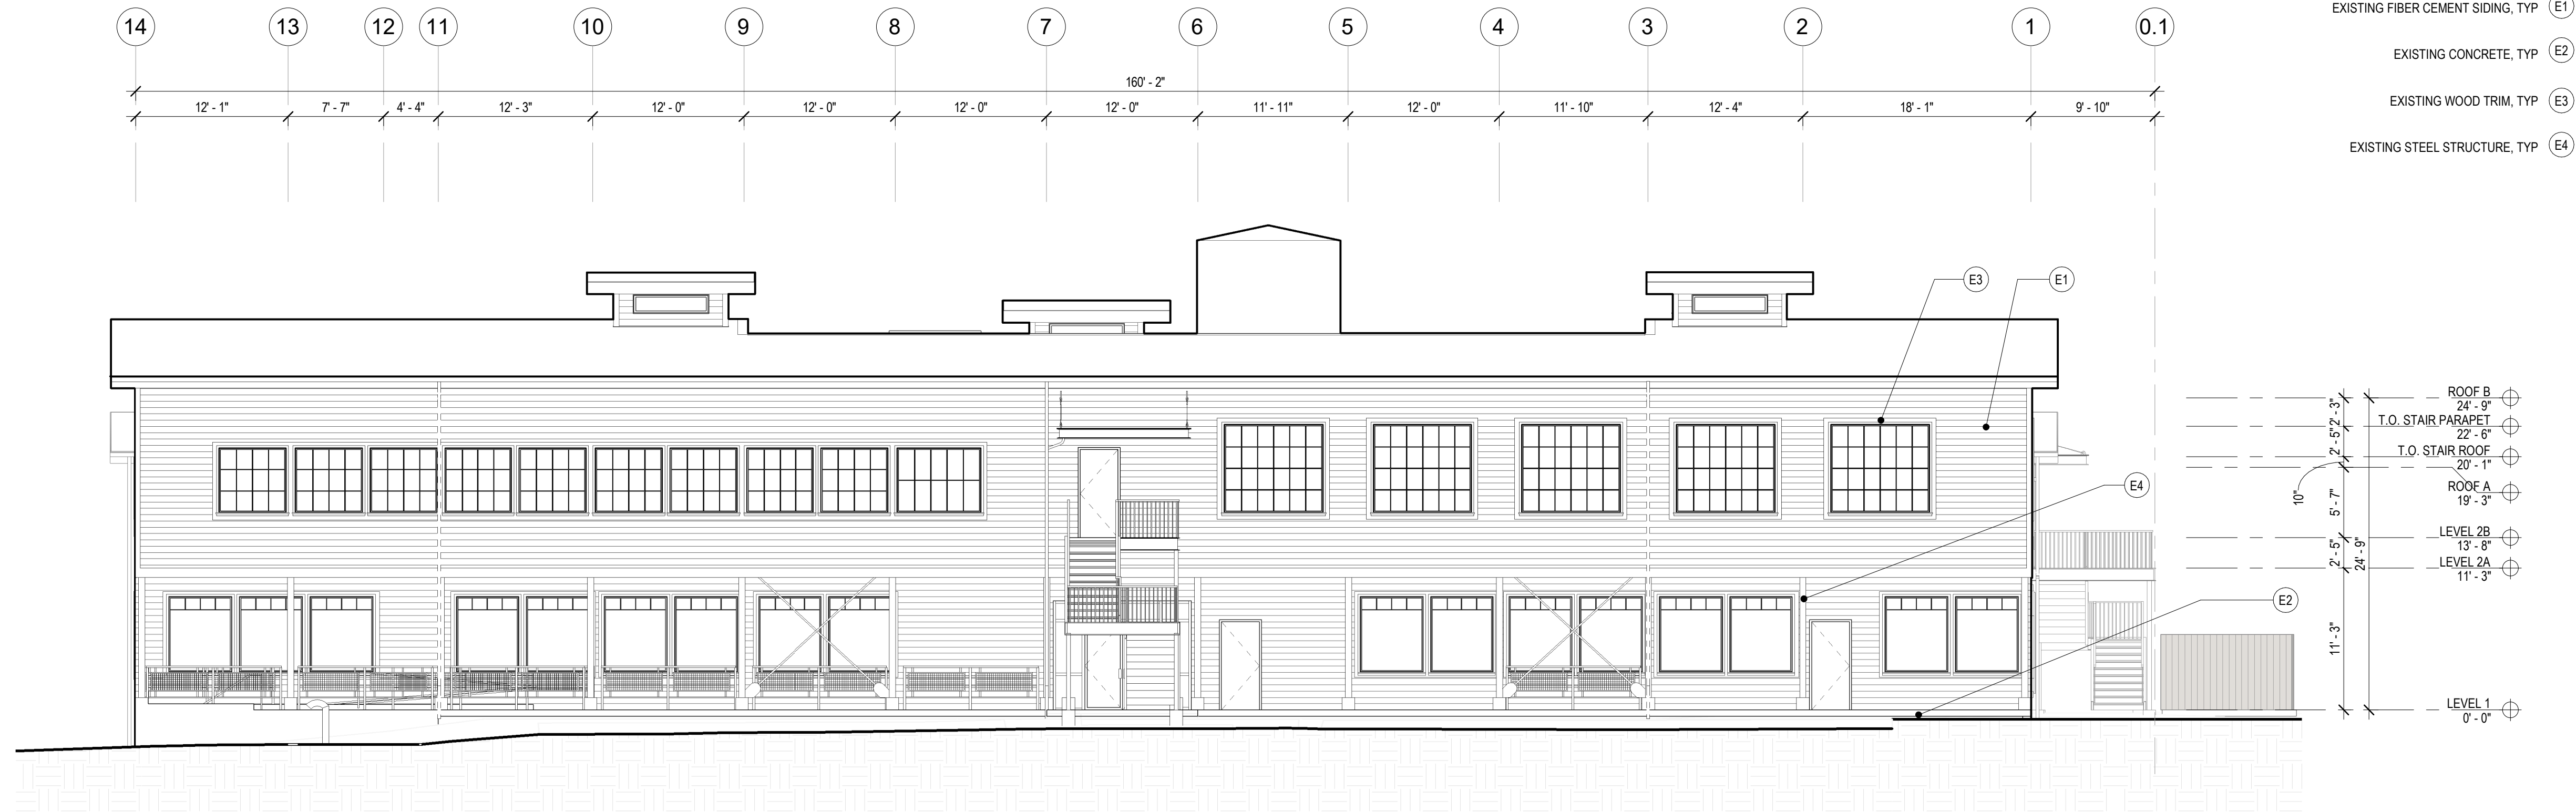 14 13 12 11 10 9 8 7 6 5 4 3 2 1 0.1
EXISTING FIBER CEMENT SIDING, TYP E1
EXISTING CONCRETE, TYP E2
160' - 2"
EXISTING WOOD TRIM, TYP E3
12' - 1" 7' - 7" 4' - 4" 12' - 3" 12' - 0" 12' - 0" 12' - 0" 12' - 0" 11' - 11" 12' - 0" 11' - 10" 12' - 4" 18' - 1" 9' - 10"
EXISTING STEEL STRUCTURE, TYP E4
E3 E1
ROOF B
24' - 9"
2' - 3"
T.O. STAIR PARAPET
22' - 6"
2' - 5"
T.O. STAIR ROOF
20' - 1"
10"
ROOF A
19' - 3"
5' - 7"
E4
LEVEL 2B
13' - 8"
2' - 5"
24' - 9"
LEVEL 2A
11' - 3"
E2
11' - 3"
LEVEL 1
0' - 0"